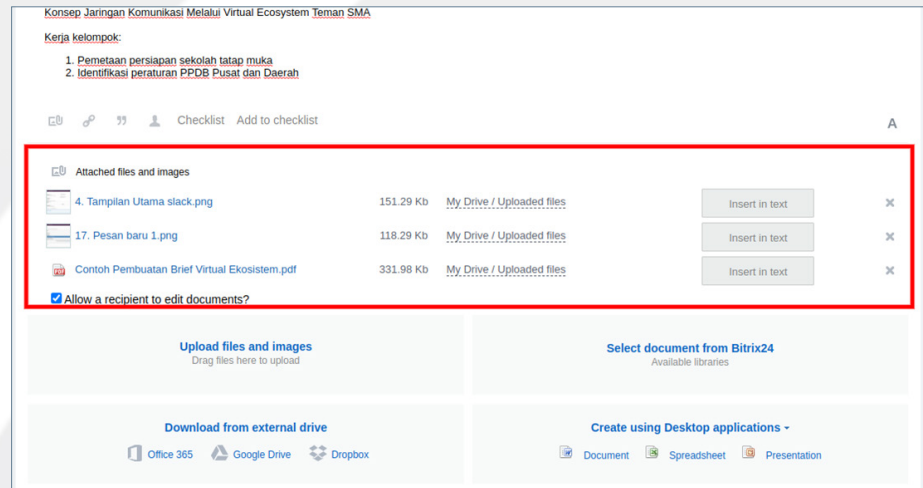 Konsep Jaringan Komunikasi Melalui Virtual Ecosystem Teman SMA
Kerja kelompok:
1. Pemetaan persiapan sekolah tatap muka
2. Identifikasi peraturan PPDB Pusat dan Daerah
Checklist Add to checklist A
Attached files and images
4. Tampilan Utama slack.png 151.29 Kb My Drive / Uploaded files Insert in text
17. Pesan baru 1.png 118.29 Kb My Drive / Uploaded files Insert in text
Contoh Pembuatan Brief Virtual Ekosistem.pdf 331.98 Kb My Drive / Uploaded files Insert in text
Allow a recipient to edit documents?
Upload files and images
Drag files here to upload
Select document from Bitrix24
Available libraries
Download from external drive
Office 365 Google Drive Dropbox
Create using Desktop applications
Document Spreadsheet Presentation